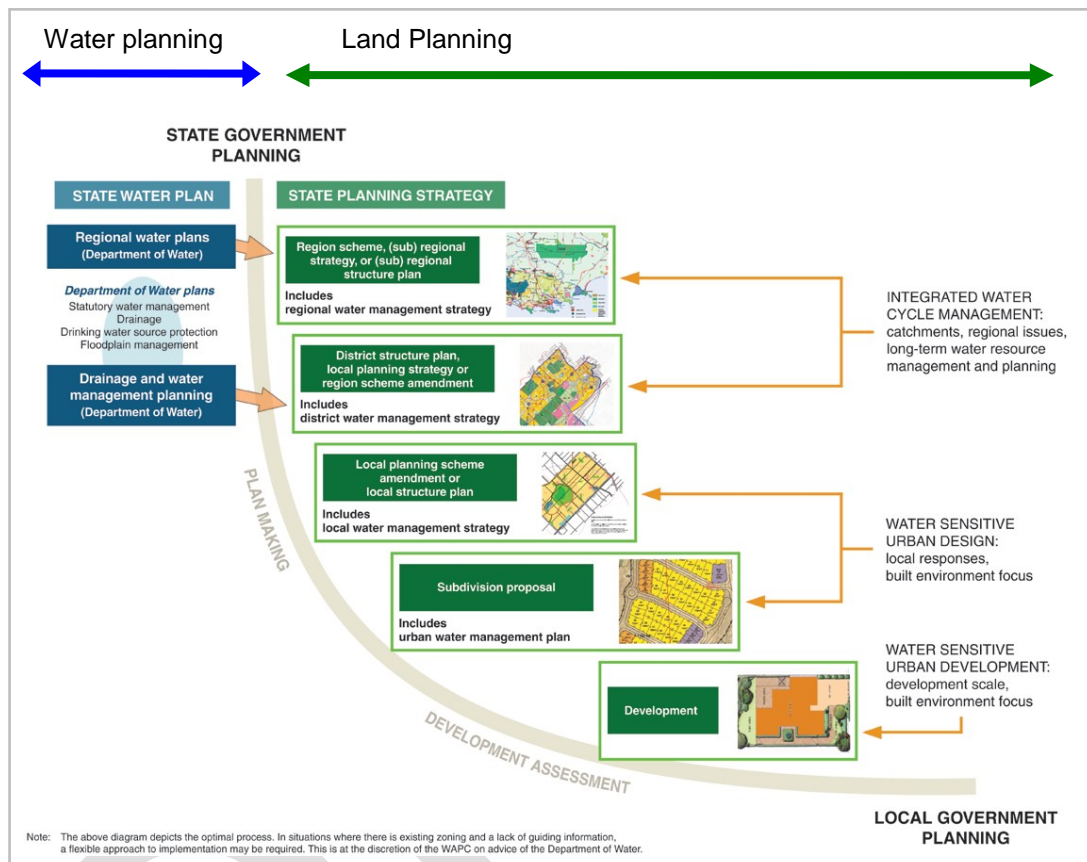 Water planning
Land Planning
STATE GOVERNMENT
PLANNING
STATE WATER PLAN
STATE PLANNING STRATEGY
Regional water plans
(Department of Water)
Department of Water plans
Statutory water management
Drainage
Drinking water source protection
Floodplain management
Drainage and water
management planning
(Department of Water)
Region scheme, (sub) regional
strategy, or (sub) regional
structure plan
Includes
regional water management strategy
District structure plan,
local planning strategy or
region scheme amendment
Includes
district water management strategy
Local planning scheme
amendment or
local structure plan
Includes
local water management strategy
Subdivision proposal
Includes
urban water management plan
Development
INTEGRATED WATER
CYCLE MANAGEMENT:
catchments, regional issues,
long-term water resource
management and planning
WATER SENSITIVE
URBAN DESIGN:
local responses,
built environment focus
WATER SENSITIVE
URBAN DEVELOPMENT:
development scale,
built environment focus
PLAN MAKING
DEVELOPMENT ASSESSMENT
LOCAL GOVERNMENT
PLANNING
Note: The above diagram depicts the optimal process. In situations where there is existing zoning and a lack of guiding information,
a flexible approach to implementation may be required. This is at the discretion of the WAPC on advice of the Department of Water.